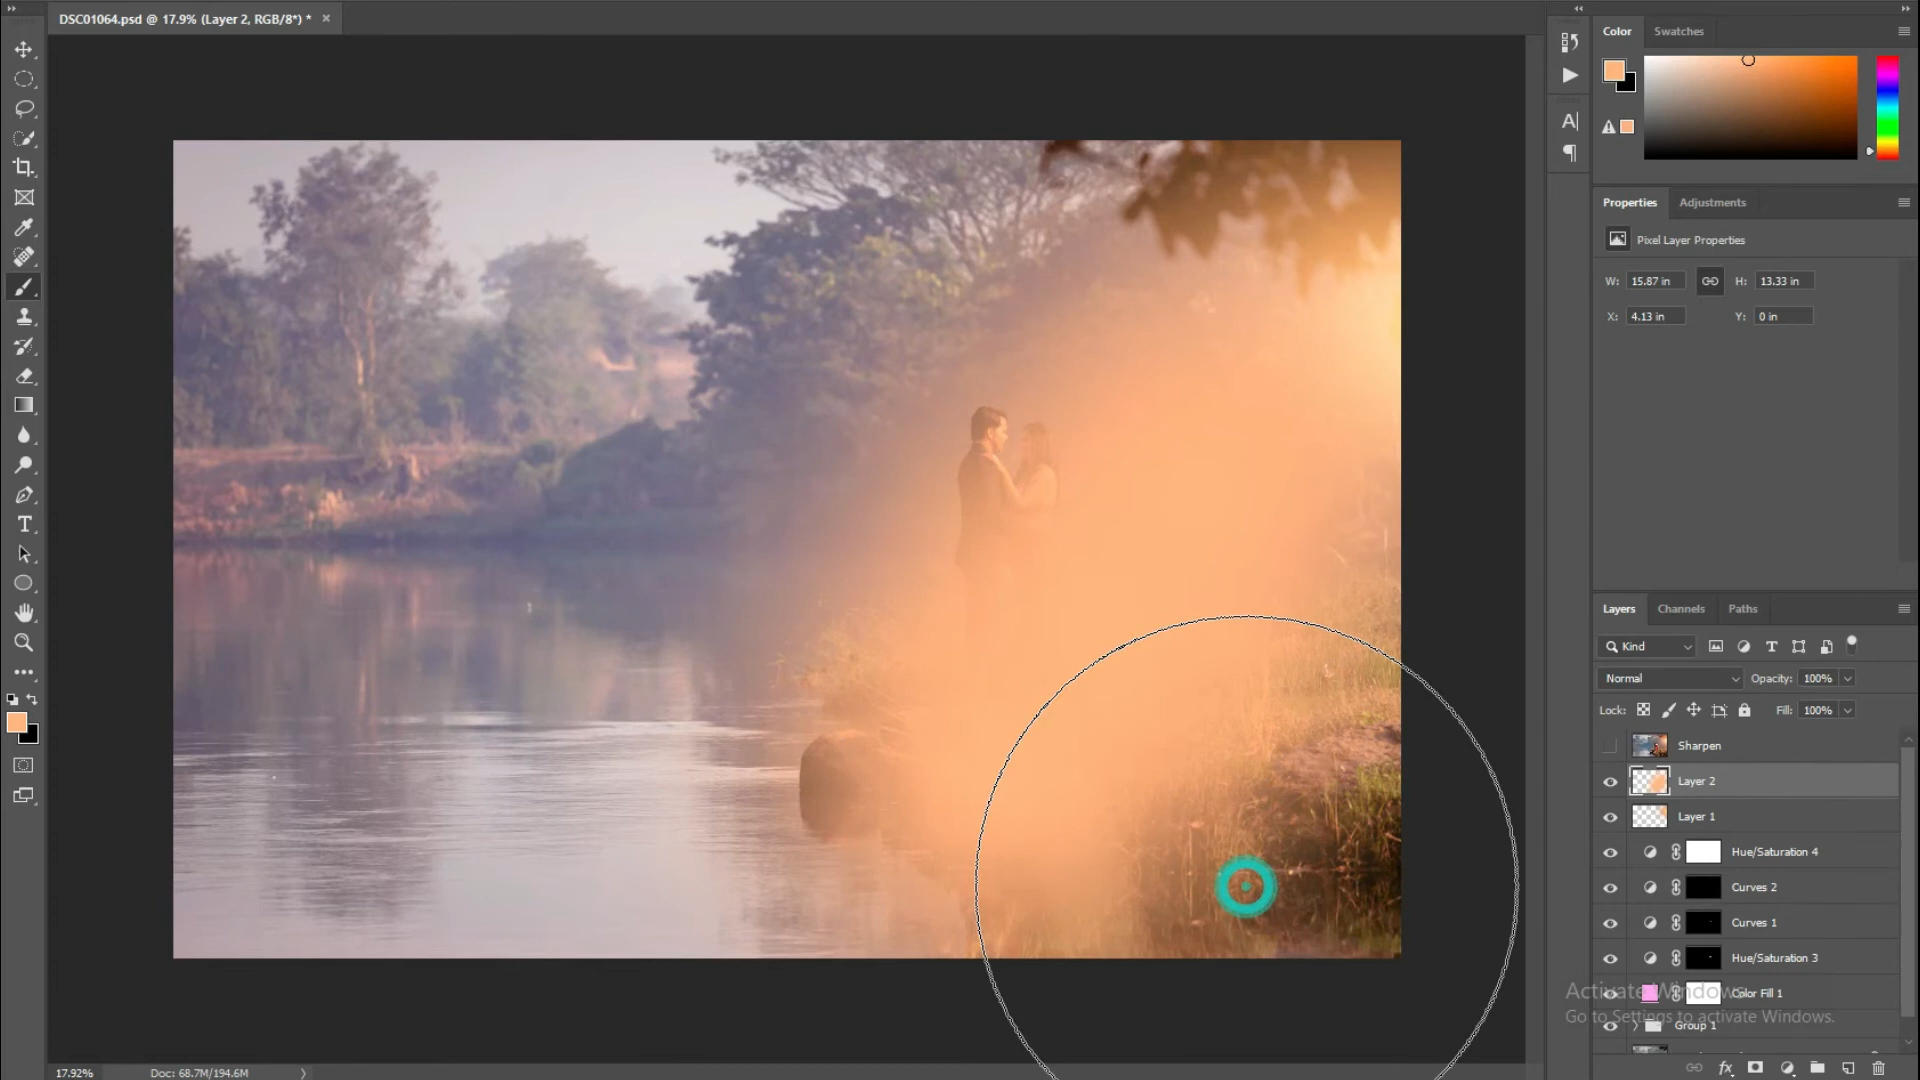 DSC01064.psd @ 17.9% (Layer 2, RGB/8*) *
Color
Swatches
Properties
Adjustments
Pixel Layer Properties
W: 15.87 in
H: 13.33 in
X: 4.13 in
Y: 0 in
Layers
Channels
Paths
Kind
Normal
Opacity: 100%
Lock:
Fill: 100%
Sharpen
Layer 2
Layer 1
Hue/Saturation 4
Curves 2
Curves 1
Hue/Saturation 3
Color Fill 1
Activate Windows
Go to Settings to activate Windows.
Group 1
17.92%
Doc: 68.7M/194.6M